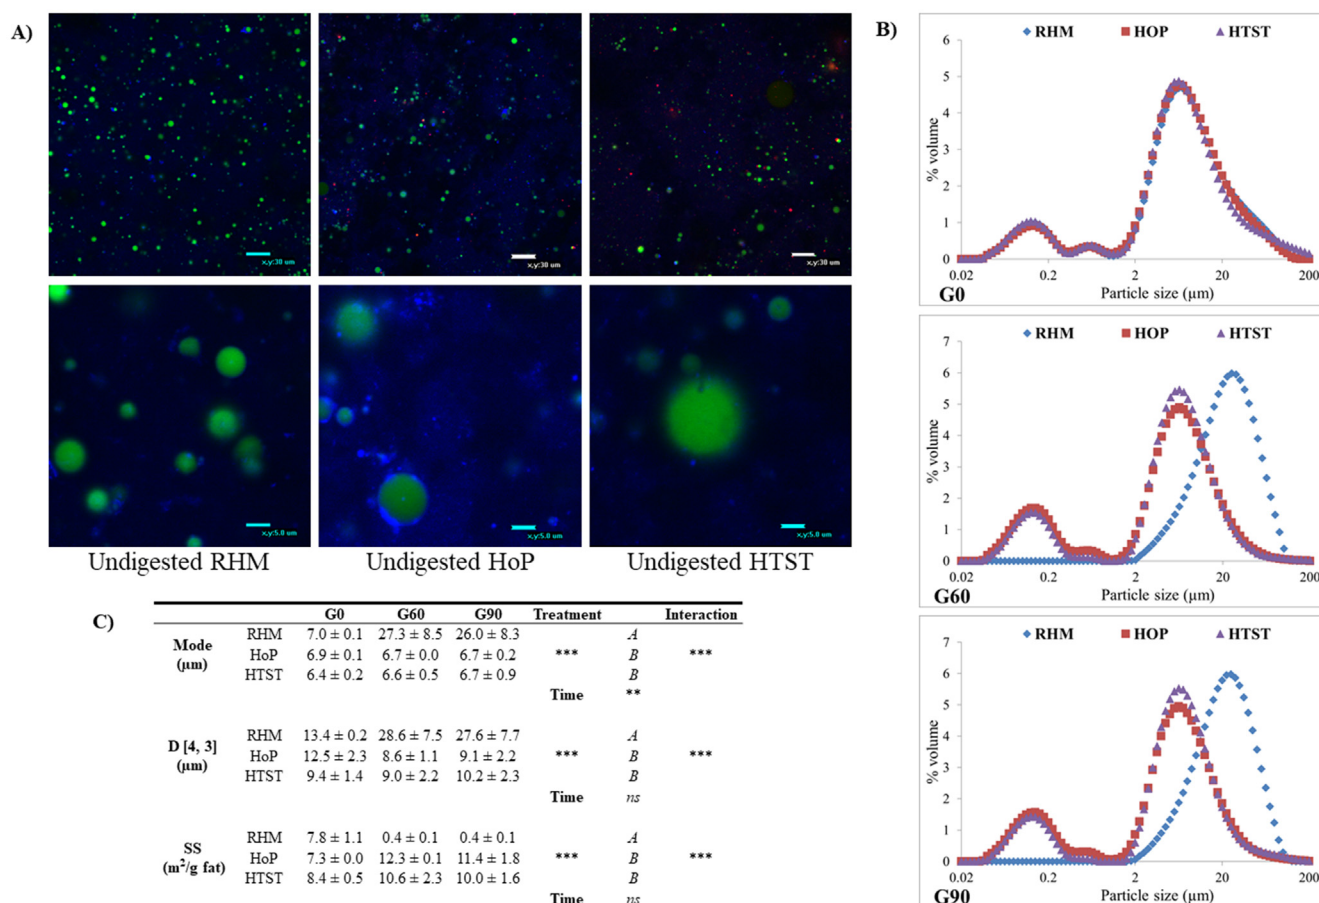 A)
x,y:30 um
x,y:30 um
x,y:30 um
x,y:5.0 um
x,y:5.0 um
x,y:5.0 um
Undigested RHM Undigested HoP Undigested HTST
B)
RHM HOP HTST
6
5
4
3
2
1
0
% volume
0.02 0.2 2 20 200
Particle size (µm)
G0
RHM HOP HTST
7
6
5
4
3
2
1
0
% volume
0.02 0.2 2 20 200
Particle size (µm)
G60
RHM HOP HTST
7
6
5
4
3
2
1
0
% volume
0.02 0.2 2 20 200
Particle size (µm)
G90
C)
G0 G60 G90 Treatment Interaction
Mode (µm)
RHM 7.0 ± 0.1 27.3 ± 8.5 26.0 ± 8.3 A
HoP 6.9 ± 0.1 6.7 ± 0.0 6.7 ± 0.2 *** B ***
HTST 6.4 ± 0.2 6.6 ± 0.5 6.7 ± 0.9 B
Time **
D [4, 3] (µm)
RHM 13.4 ± 0.2 28.6 ± 7.5 27.6 ± 7.7 A
HoP 12.5 ± 2.3 8.6 ± 1.1 9.1 ± 2.2 *** B ***
HTST 9.4 ± 1.4 9.0 ± 2.2 10.2 ± 2.3 B
Time ns
SS (m²/g fat)
RHM 7.8 ± 1.1 0.4 ± 0.1 0.4 ± 0.1 A
HoP 7.3 ± 0.0 12.3 ± 0.1 11.4 ± 1.8 *** B ***
HTST 8.4 ± 0.5 10.6 ± 2.3 10.0 ± 1.6 B
Time ns